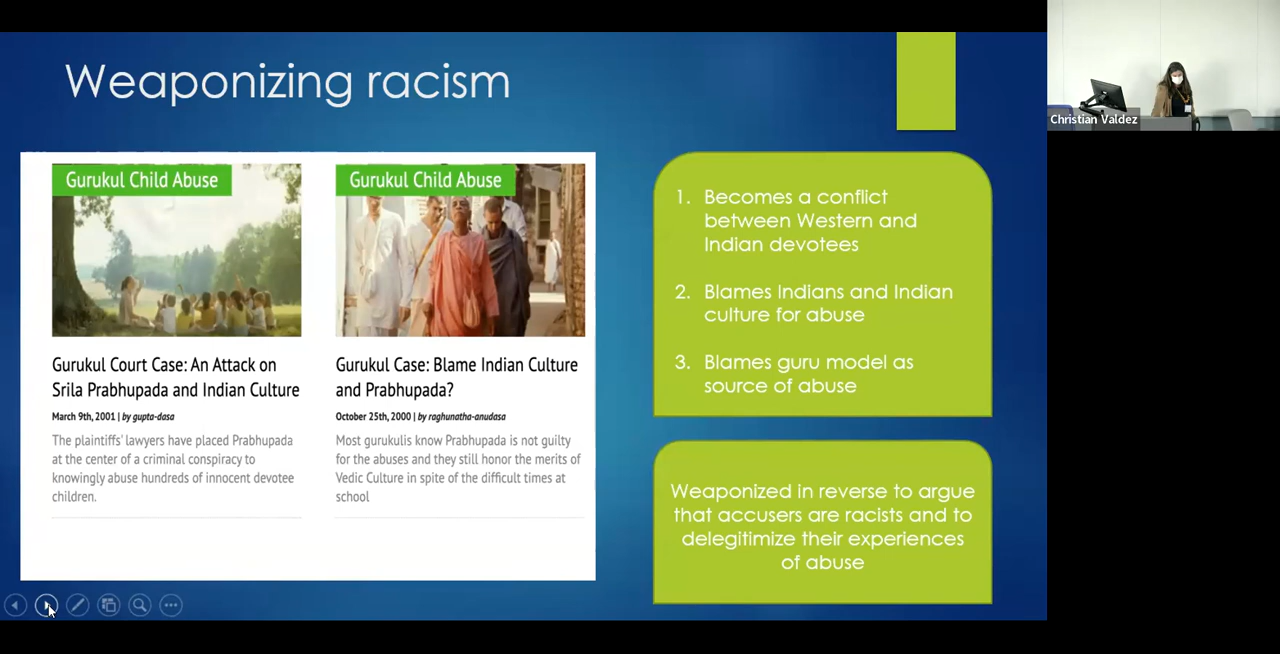 Weaponizing racism
Gurukul Child Abuse
Gurukul Court Case: An Attack on
Srila Prabhupada and Indian Culture
March 9th, 2001 | by gupta-dasa
The plaintiffs' lawyers have placed Prabhupada
at the center of a criminal conspiracy to
knowingly abuse hundreds of innocent devotee
children.
Gurukul Child Abuse
Gurukul Case: Blame Indian Culture
and Prabhupada?
October 25th, 2000 | by raghunatha-anudasa
Most gurukulis know Prabhupada is not guilty
for the abuses and they still honor the merits of
Vedic Culture in spite of the difficult times at
school
1. Becomes a conflict
between Western and
Indian devotees
2. Blames Indians and Indian
culture for abuse
3. Blames guru model as
source of abuse
Weaponized in reverse to argue
that accusers are racists and to
delegitimize their experiences
of abuse
Christian Valdez